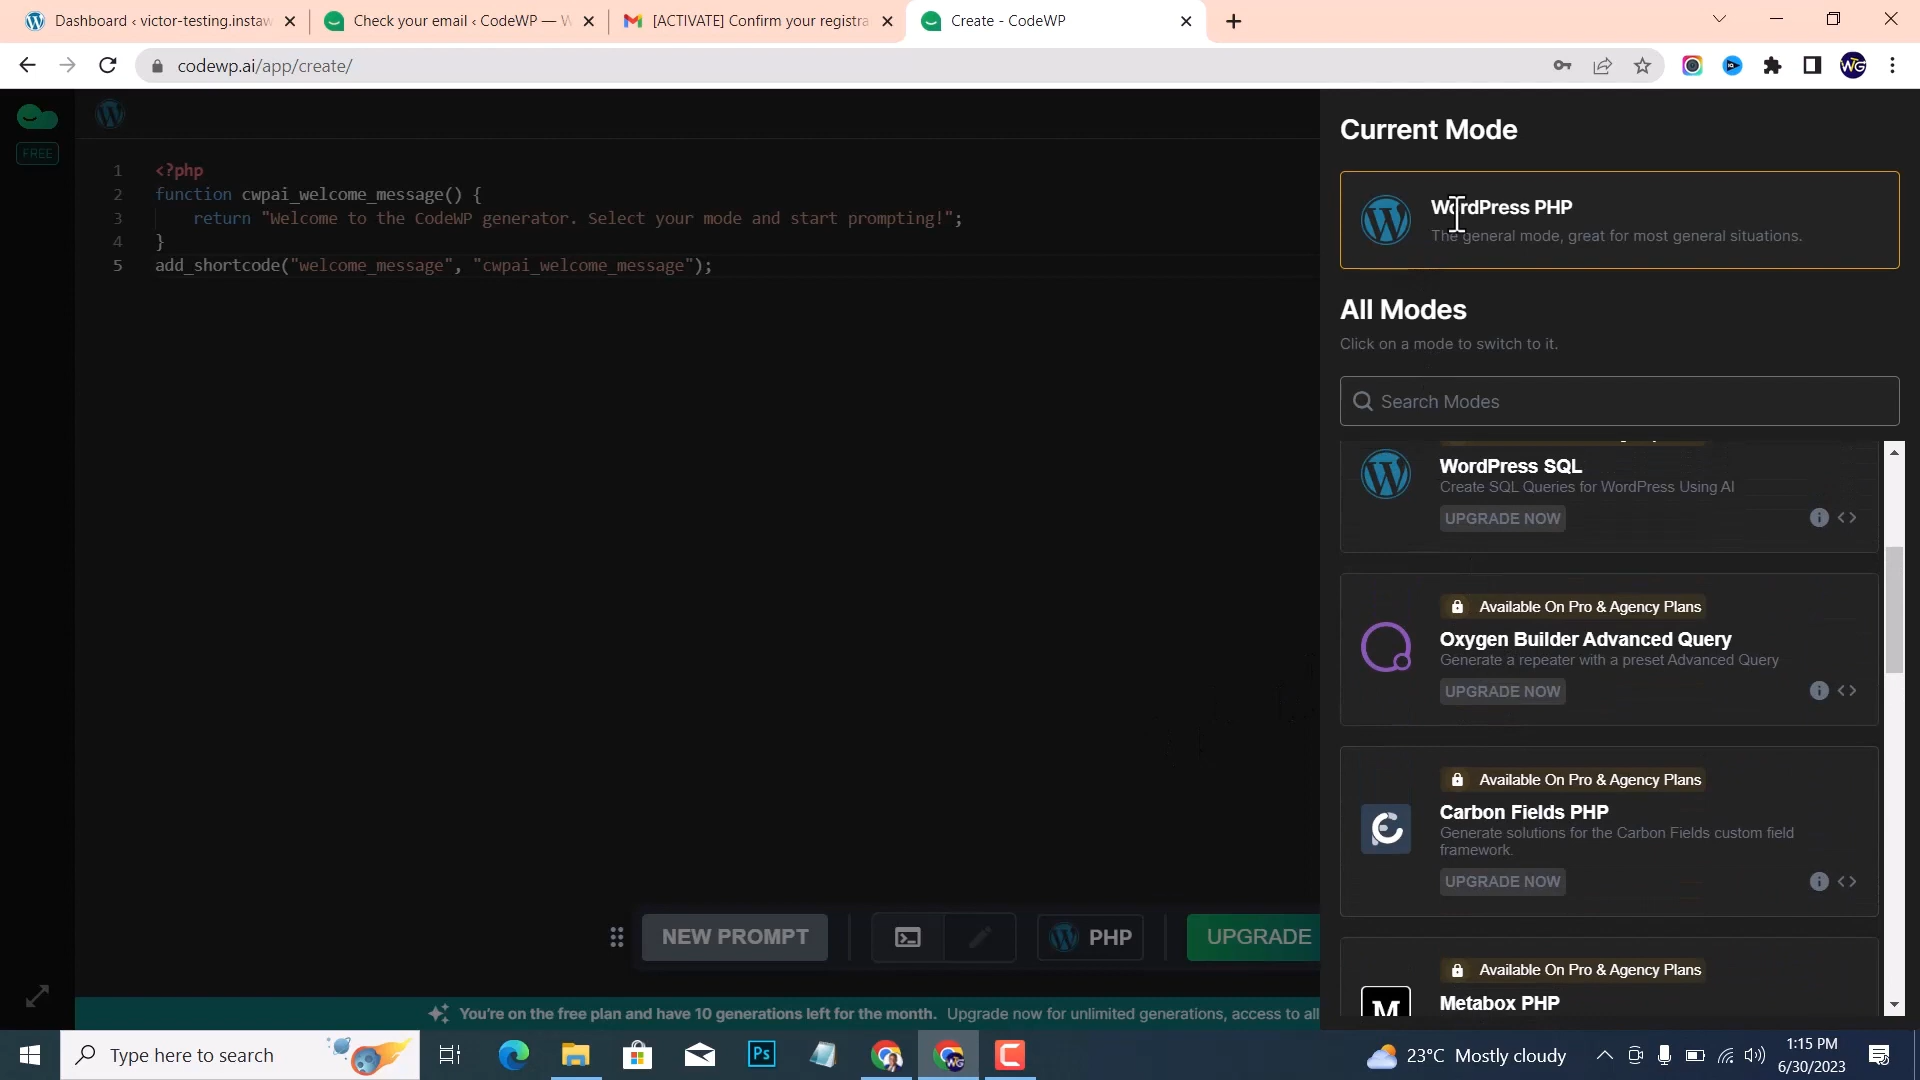 Dashboard ‹ victor-testing.instaw
Check your email ‹ CodeWP — W
[ACTIVATE] Confirm your registra
Create - CodeWP
codewp.ai/app/create/
FREE
1 <?php
2 function cwpai_welcome_message() {
3 return "Welcome to the CodeWP generator. Select your mode and start prompting!";
4 }
5 add_shortcode("welcome_message", "cwpai_welcome_message");
Current Mode
WordPress PHP
The general mode, great for most general situations.
All Modes
Click on a mode to switch to it.
Search Modes
WordPress SQL
Create SQL Queries for WordPress Using AI
UPGRADE NOW
Available On Pro & Agency Plans
Oxygen Builder Advanced Query
Generate a repeater with a preset Advanced Query
UPGRADE NOW
Available On Pro & Agency Plans
Carbon Fields PHP
Generate solutions for the Carbon Fields custom field
framework.
UPGRADE NOW
Available On Pro & Agency Plans
Metabox PHP
NEW PROMPT
PHP
UPGRADE
You're on the free plan and have 10 generations left for the month. Upgrade now for unlimited generations, access to all
Type here to search
Ps
23°C Mostly cloudy
1:15 PM
6/30/2023